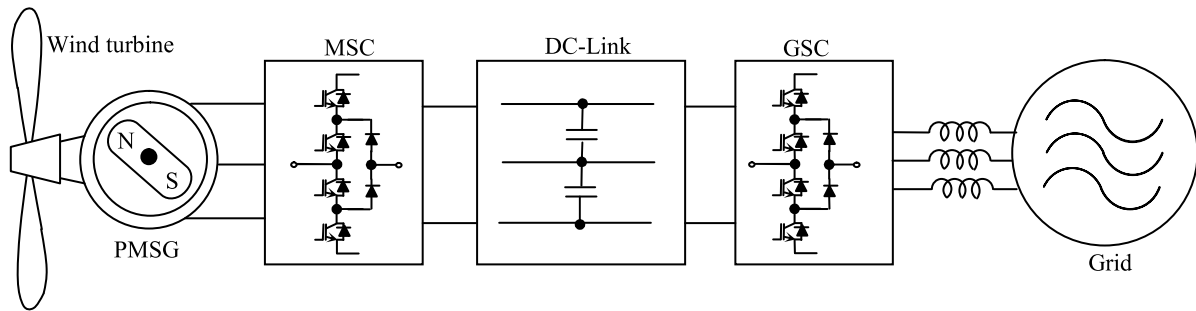 Wind turbine
MSC
DC-Link
GSC
N
S
PMSG
Grid